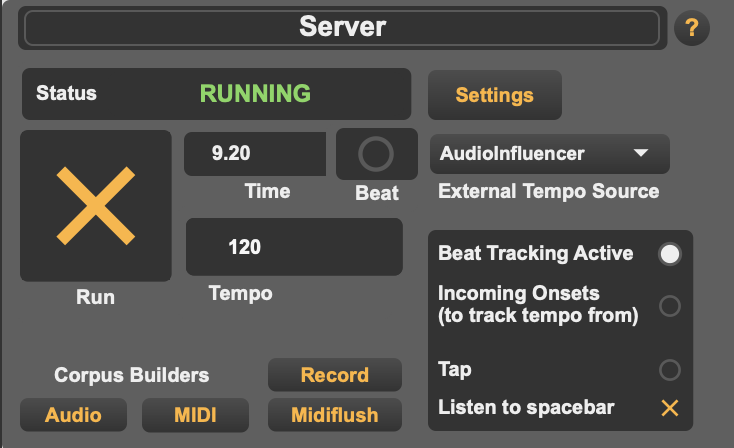 Server
?
Status RUNNING
Settings
9.20
Time
Beat
AudioInfluencer
External Tempo Source
120
Tempo
Run
Beat Tracking Active
Incoming Onsets
(to track tempo from)
Tap
Listen to spacebar
Corpus Builders
Record
Audio
MIDI
Midiflush